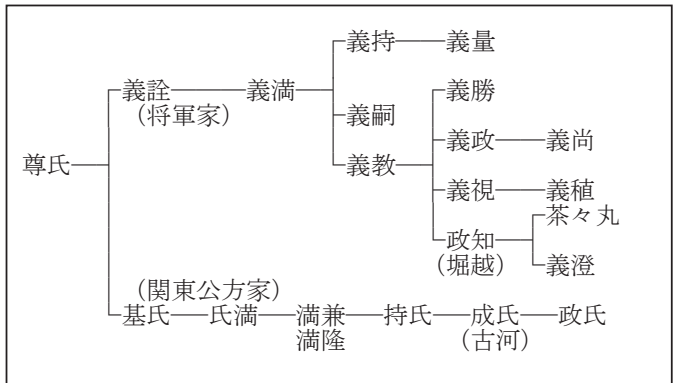 義持 義量
義詮 義満 義勝
(将軍家) 義嗣
義政 義尚
尊氏 義教
義視 義稙
茶々丸
政知
(堀越) 義澄
(関東公方家)
基氏 氏満 満兼 持氏 成氏 政氏
満隆 (古河)